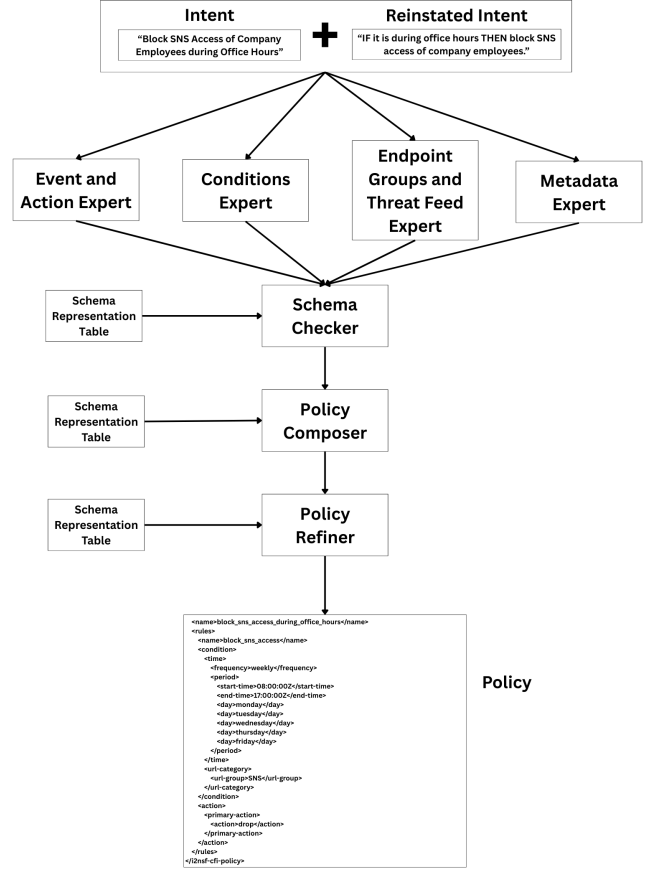 Intent
Reinstated Intent
“Block SNS Access of Company
Employees during Office Hours”
+
“IF it is during office hours THEN block SNS
access of company employees.”
Event and
Action Expert
Conditions
Expert
Endpoint
Groups and
Threat Feed
Expert
Metadata
Expert
Schema
Representation
Table
Schema
Checker
Schema
Representation
Table
Policy
Composer
Schema
Representation
Table
Policy
Refiner
<name>block_sns_access_during_office_hours</name>
<rules>
<name>block_sns_access</name>
<condition>
<time>
<frequency>weekly</frequency>
<period>
<start-time>08:00:00Z</start-time>
<end-time>17:00:00Z</end-time>
<day>monday</day>
<day>tuesday</day>
<day>wednesday</day>
<day>thursday</day>
<day>friday</day>
</period>
</time>
<url-category>
<url-group>SNS</url-group>
</url-category>
</condition>
<action>
<primary-action>
<action>drop</action>
</primary-action>
</action>
</rules>
</i2nsf-cfi-policy>
Policy